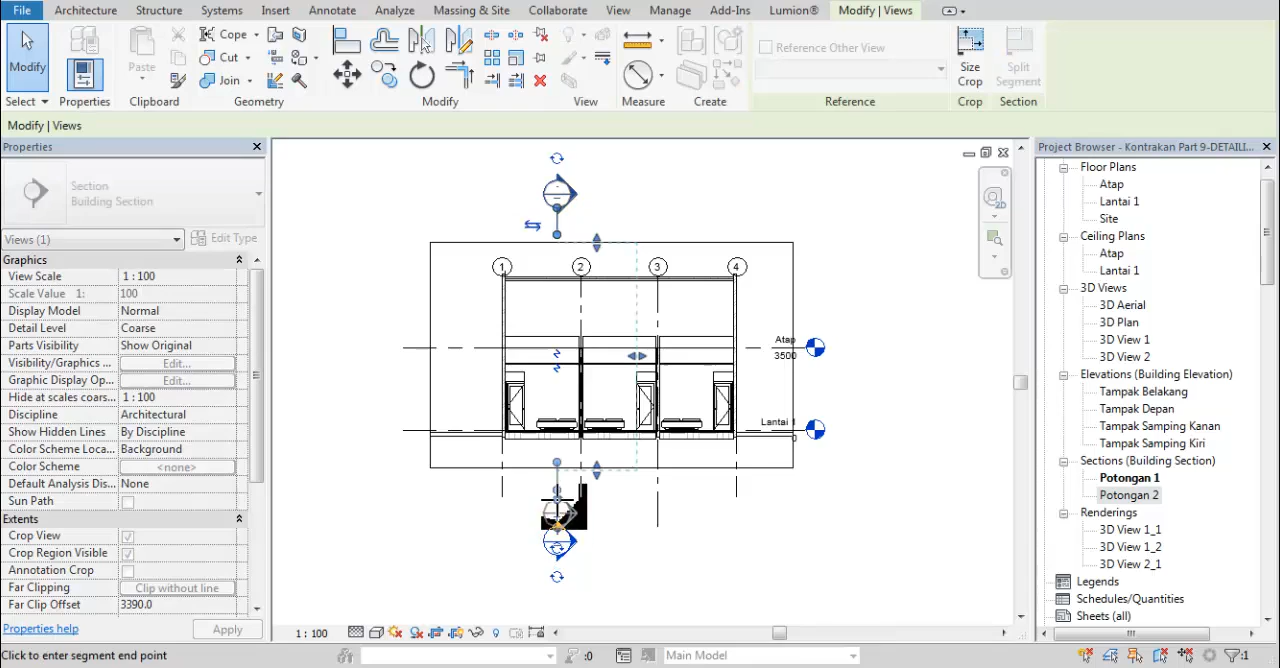 File Architecture Structure Systems Insert Annotate Analyze Massing & Site Collaborate View Manage Add-Ins Lumion® Modify | Views
Modify
Select
Properties
Paste
Clipboard
Cope
Cut
Join
Geometry
Modify
View
Measure
Create
Reference Other View
Reference
Size Crop
Crop
Split Segment
Section
Modify | Views
Properties
Section
Building Section
Views (1)
Edit Type
Graphics
View Scale 1 : 100
Scale Value 1: 100
Display Model Normal
Detail Level Coarse
Parts Visibility Show Original
Visibility/Graphics ... Edit...
Graphic Display Op... Edit...
Hide at scales coars... 1 : 100
Discipline Architectural
Show Hidden Lines By Discipline
Color Scheme Loca... Background
Color Scheme <none>
Default Analysis Dis... None
Sun Path
Extents
Crop View
Crop Region Visible
Annotation Crop
Far Clipping Clip without line
Far Clip Offset 3390.0
Properties help
Apply
1 2 3 4
Atap
3500
Lantai 1
0
2D
1 : 100
Project Browser - Kontrakan Part 9-DETAILI...
Floor Plans
Atap
Lantai 1
Site
Ceiling Plans
Atap
Lantai 1
3D Views
3D Aerial
3D Plan
3D View 1
3D View 2
Elevations (Building Elevation)
Tampak Belakang
Tampak Depan
Tampak Samping Kanan
Tampak Samping Kiri
Sections (Building Section)
Potongan 1
Potongan 2
Renderings
3D View 1_1
3D View 1_2
3D View 2_1
Legends
Schedules/Quantities
Sheets (all)
Click to enter segment end point
:0
Main Model
:1